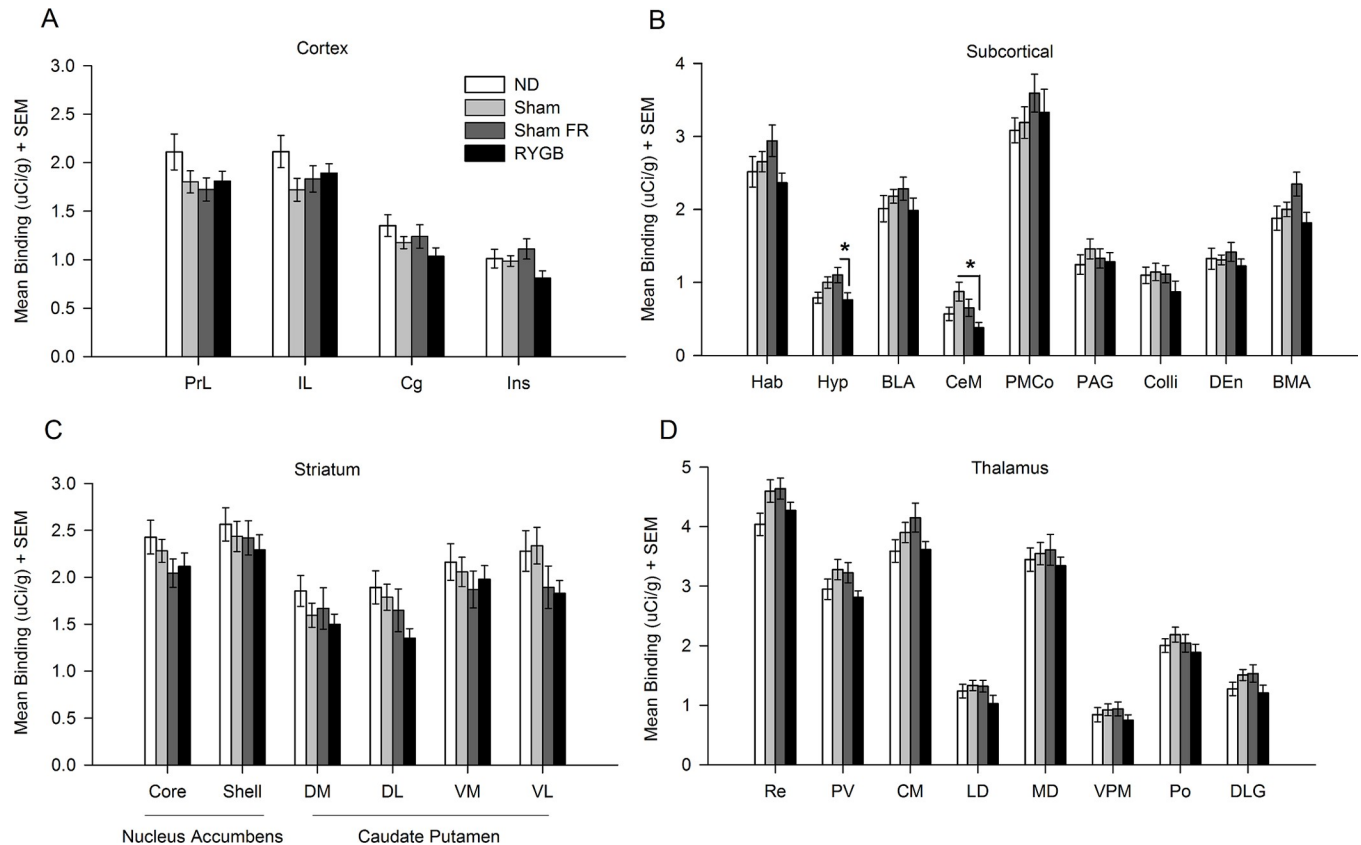 A
Cortex
Mean Binding (uCi/g) + SEM
3.0
2.5
2.0
1.5
1.0
0.5
0.0
ND
Sham
Sham FR
RYGB
PrL IL Cg Ins
B
Subcortical
Mean Binding (uCi/g) + SEM
4
3
2
1
0
*
*
Hab Hyp BLA CeM PMCo PAG Colli DEn BMA
C
Striatum
Mean Binding (uCi/g) + SEM
3.0
2.5
2.0
1.5
1.0
0.5
0.0
Core Shell DM DL VM VL
Nucleus Accumbens Caudate Putamen
D
Thalamus
Mean Binding (uCi/g) + SEM
5
4
3
2
1
0
Re PV CM LD MD VPM Po DLG